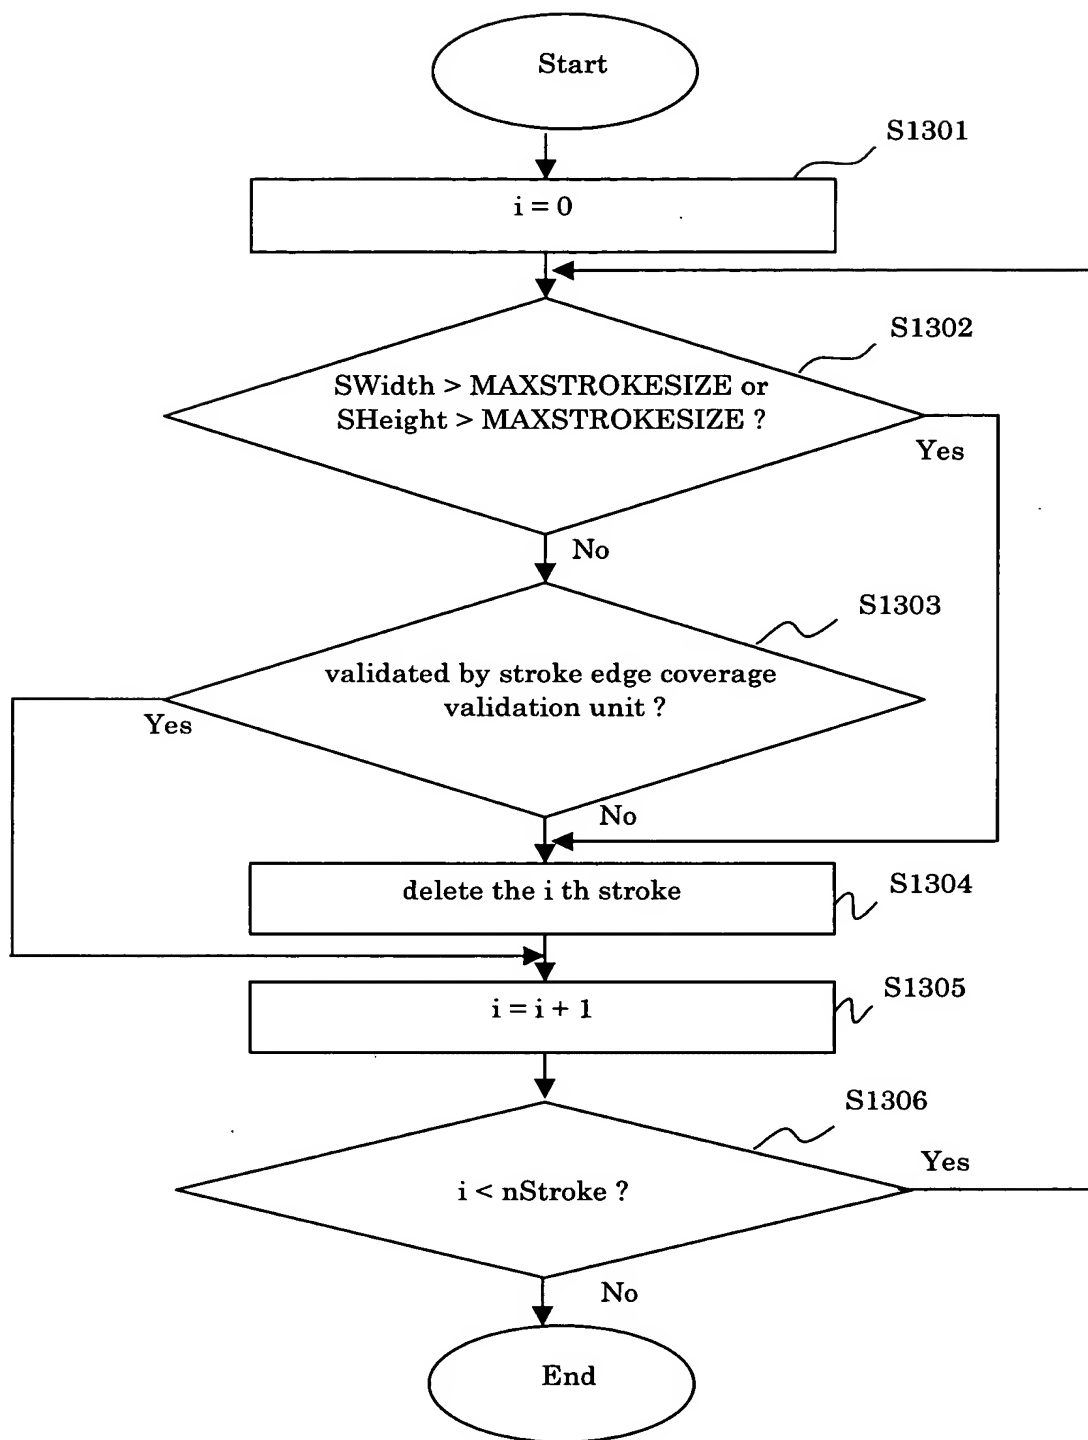 Start
S1301
i = 0
S1302
SWidth > MAXSTROKESIZE or
SHeight > MAXSTROKESIZE ?
Yes
No
S1303
validated by stroke edge coverage
validation unit ?
Yes
No
delete the i th stroke
S1304
i = i + 1
S1305
S1306
Yes
i < nStroke ?
No
End